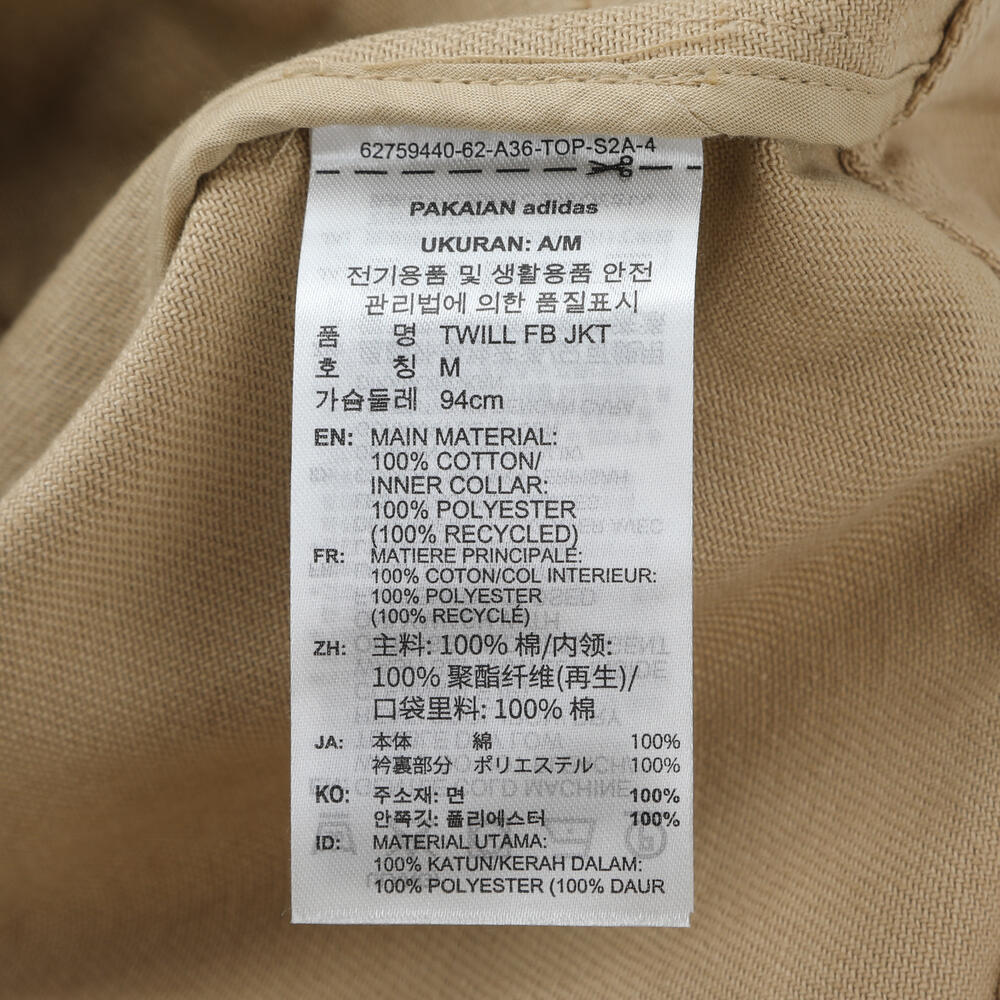 62759440-62-A36-TOP-S2A-4
PAKAIAN adidas
UKURAN: A/M
전기용품 및 생활용품 안전
관리법에 의한 품질표시
품 명 TWILL FB JKT
호 칭 M
가슴둘레 94cm
EN: MAIN MATERIAL:
100% COTTON/
INNER COLLAR:
100% POLYESTER
(100% RECYCLED)
FR: MATIERE PRINCIPALE:
100% COTON/COL INTERIEUR:
100% POLYESTER
(100% RECYCLÉ)
ZH: 主料: 100% 棉/内领:
100% 聚酯纤维(再生)/
口袋里料: 100% 棉
JA: 本体 綿 100%
衿裏部分 ポリエステル 100%
KO: 주소재: 면 100%
안쪽깃: 폴리에스터 100%
ID: MATERIAL UTAMA:
100% KATUN/KERAH DALAM:
100% POLYESTER (100% DAUR